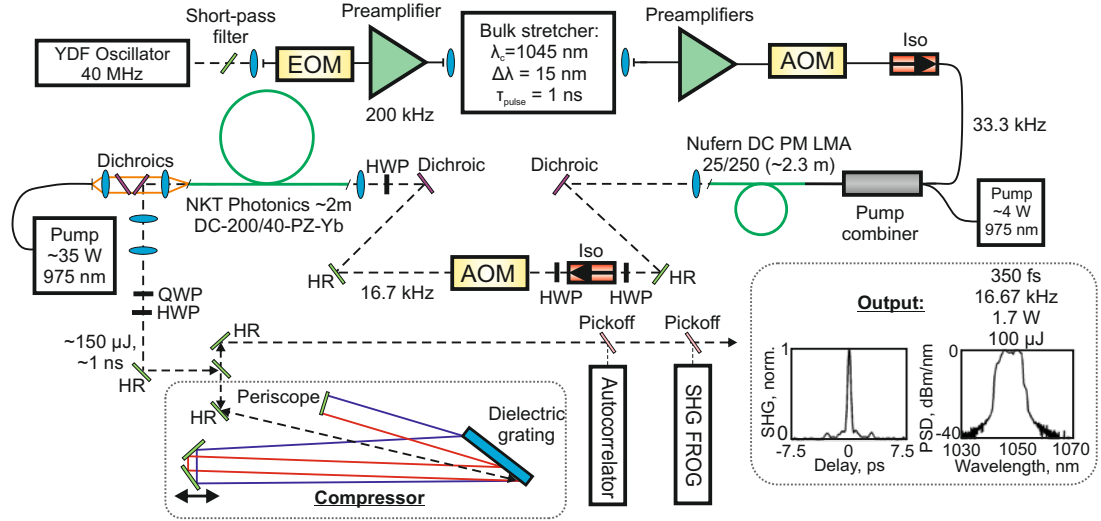 Short-pass
filter
YDF Oscillator
40 MHz
EOM
Preamplifier
200 kHz
Bulk stretcher:
λc=1045 nm
Δλ = 15 nm
τpulse = 1 ns
Preamplifiers
AOM
Iso
33.3 kHz
Dichroics
NKT Photonics ~2m
DC-200/40-PZ-Yb
HWP
Dichroic
Dichroic
Nufern DC PM LMA
25/250 (~2.3 m)
Pump
combiner
Pump
~4 W
975 nm
Pump
~35 W
975 nm
HR
16.7 kHz
AOM
HWP
Iso
HWP
HR
QWP
HWP
~150 µJ,
~1 ns
HR
HR
HR
Pickoff
Pickoff
Autocorrelator
SHG FROG
Periscope
Dielectric
grating
Compressor
Output:
350 fs
16.67 kHz
1.7 W
100 µJ
SHG, norm.
1
0
-7.5
0
7.5
Delay, ps
PSD, dBm/nm
0
-40
1030
1050
1070
Wavelength, nm